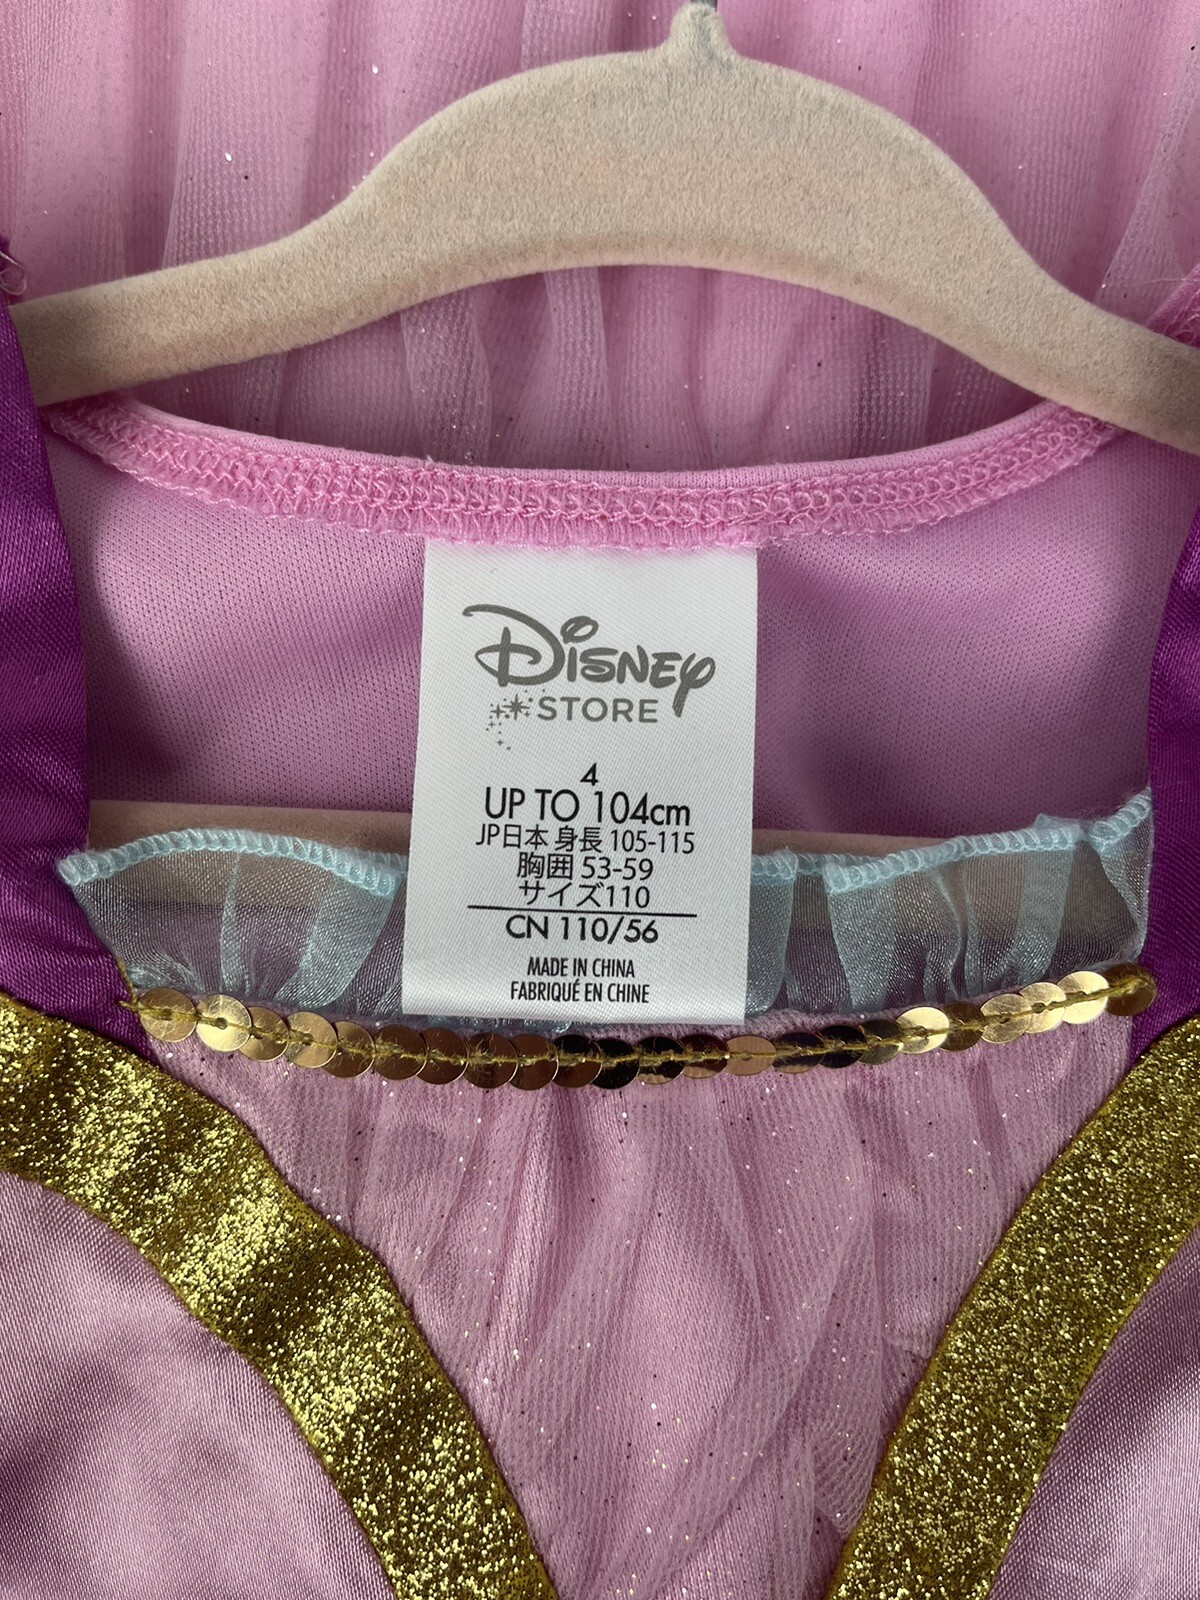 Disney
STORE
4
UP TO 104cm
JP日本 身長 105-115
胸囲 53-59
サイズ110
CN 110/56
MADE IN CHINA
FABRIQUÉ EN CHINE